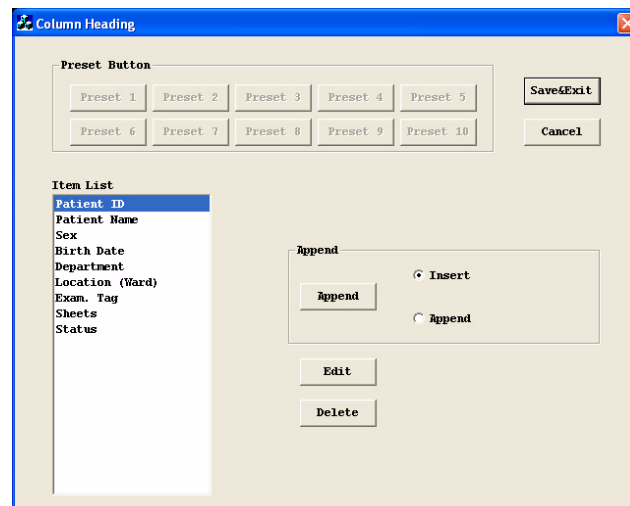 Column Heading
Preset Button
Preset 1 Preset 2 Preset 3 Preset 4 Preset 5
Preset 6 Preset 7 Preset 8 Preset 9 Preset 10
Save&Exit
Cancel
Item List
Patient ID
Patient Name
Sex
Birth Date
Department
Location (Ward)
Exam. Tag
Sheets
Status
Append
Append
Insert
Append
Edit
Delete